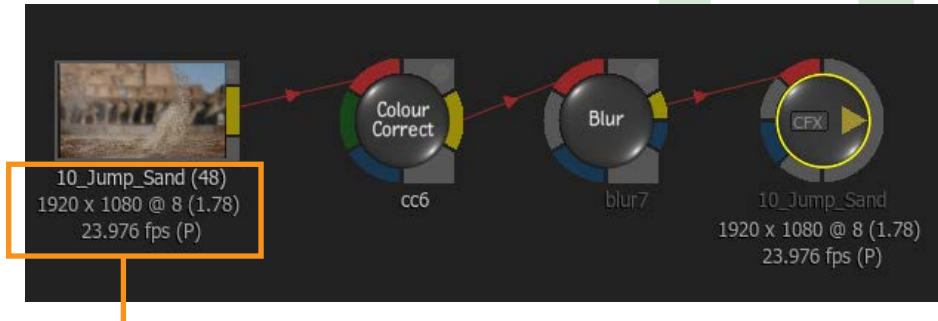 Colour
Correct
Blur
CFX
10_Jump_Sand (48)
1920 x 1080 @ 8 (1.78)
23.976 fps (P)
cc6
blur7
10_Jump_Sand
1920 x 1080 @ 8 (1.78)
23.976 fps (P)